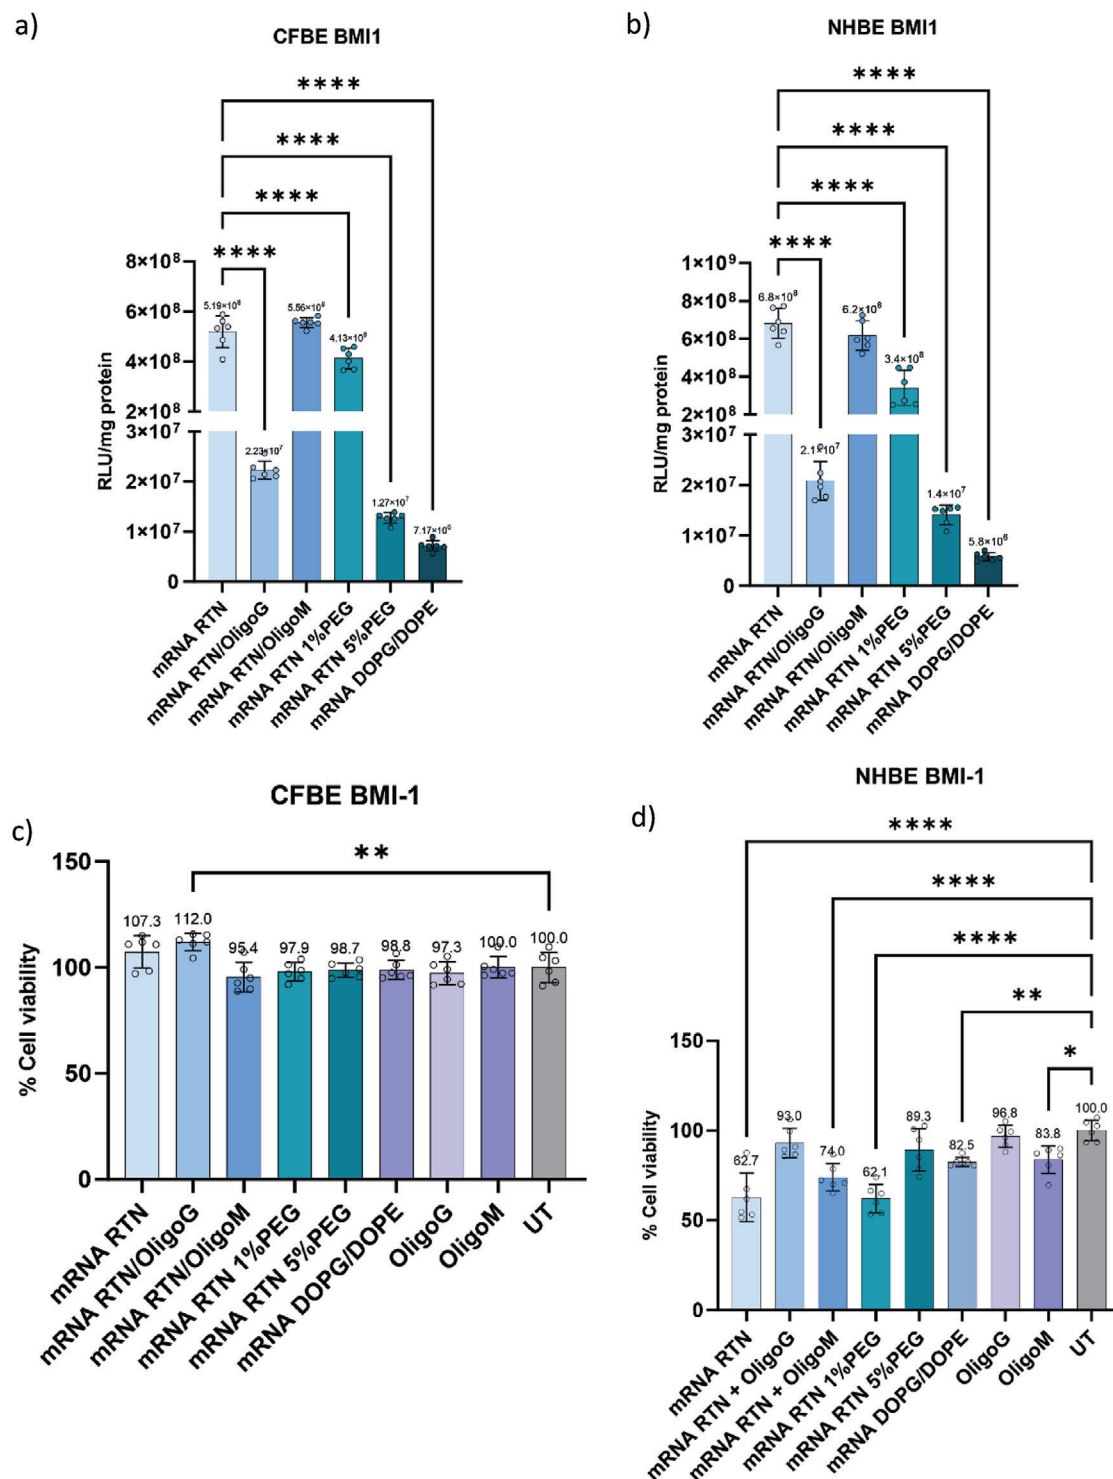 a)
CFBE BMI1
****
****
****
****
RLU/mg protein
8×10⁸
6×10⁸
4×10⁸
2×10⁸
3×10⁷
2×10⁷
1×10⁷
0
5.19×10⁸
2.23×10⁷
5.56×10⁸
4.13×10⁸
1.27×10⁷
7.17×10⁶
mRNA RTN
mRNA RTN/OligoG
mRNA RTN/OligoM
mRNA RTN 1%PEG
mRNA RTN 5%PEG
mRNA DOPG/DOPE
b)
NHBE BMI1
****
****
****
****
RLU/mg protein
1×10⁹
8×10⁸
6×10⁸
4×10⁸
2×10⁸
3×10⁷
2×10⁷
1×10⁷
0
6.8×10⁸
2.1×10⁷
6.2×10⁸
3.4×10⁸
1.4×10⁷
5.8×10⁶
mRNA RTN
mRNA RTN/OligoG
mRNA RTN/OligoM
mRNA RTN 1%PEG
mRNA RTN 5%PEG
mRNA DOPG/DOPE
c)
CFBE BMI-1
**
% Cell viability
150
100
50
0
107.3
112.0
95.4
97.9
98.7
98.8
97.3
100.0
100.0
mRNA RTN
mRNA RTN/OligoG
mRNA RTN/OligoM
mRNA RTN 1%PEG
mRNA RTN 5%PEG
mRNA DOPG/DOPE
OligoG
OligoM
UT
d)
NHBE BMI-1
****
****
****
**
*
% Cell viability
150
100
50
0
62.7
93.0
74.0
62.1
89.3
82.5
96.8
83.8
100.0
mRNA RTN
mRNA RTN + OligoG
mRNA RTN + OligoM
mRNA RTN 1%PEG
mRNA RTN 5%PEG
mRNA DOPG/DOPE
OligoG
OligoM
UT